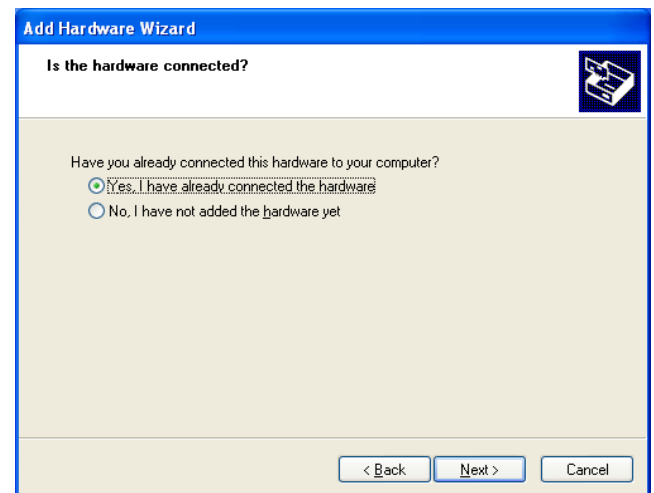 Add Hardware Wizard
Is the hardware connected?
Have you already connected this hardware to your computer?
Yes, I have already connected the hardware
No, I have not added the hardware yet
< Back Next > Cancel